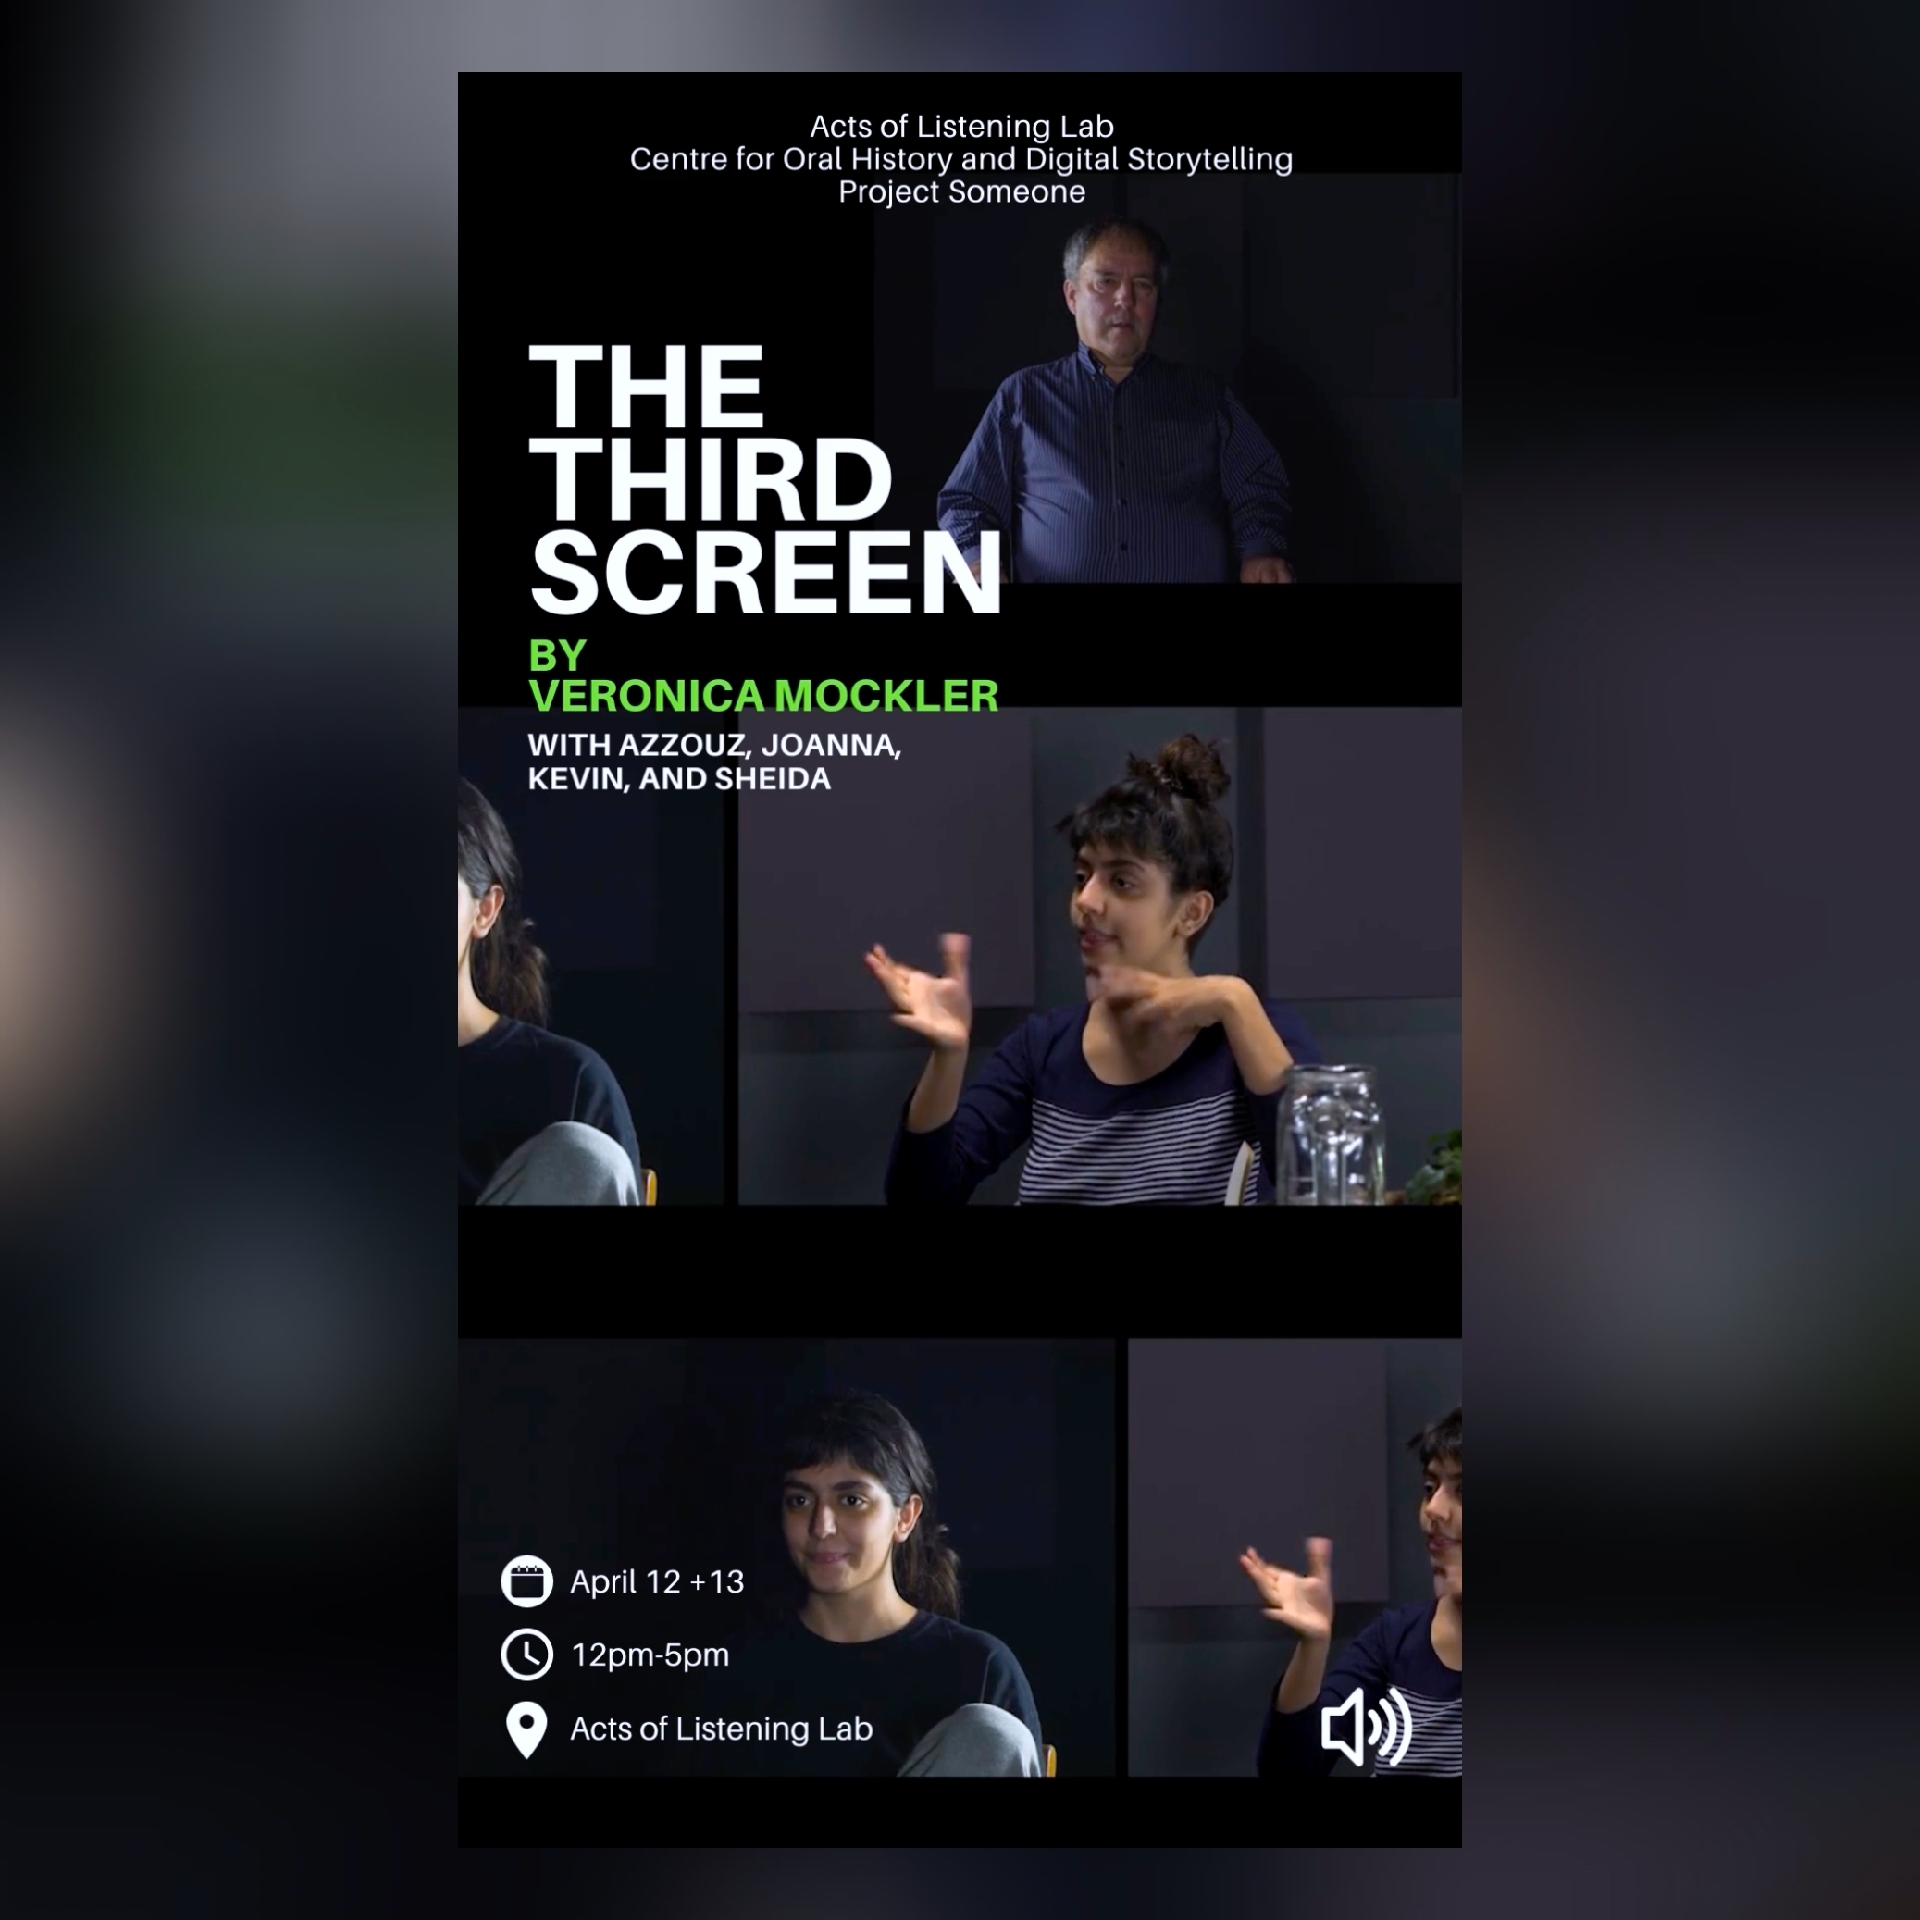 Acts of Listening Lab
Centre for Oral History and Digital Storytelling
Project Someone
THE
THIRD
SCREEN
BY
VERONICA MOCKLER
WITH AZZOUZ, JOANNA,
KEVIN, AND SHEIDA
April 12 +13
12pm-5pm
Acts of Listening Lab